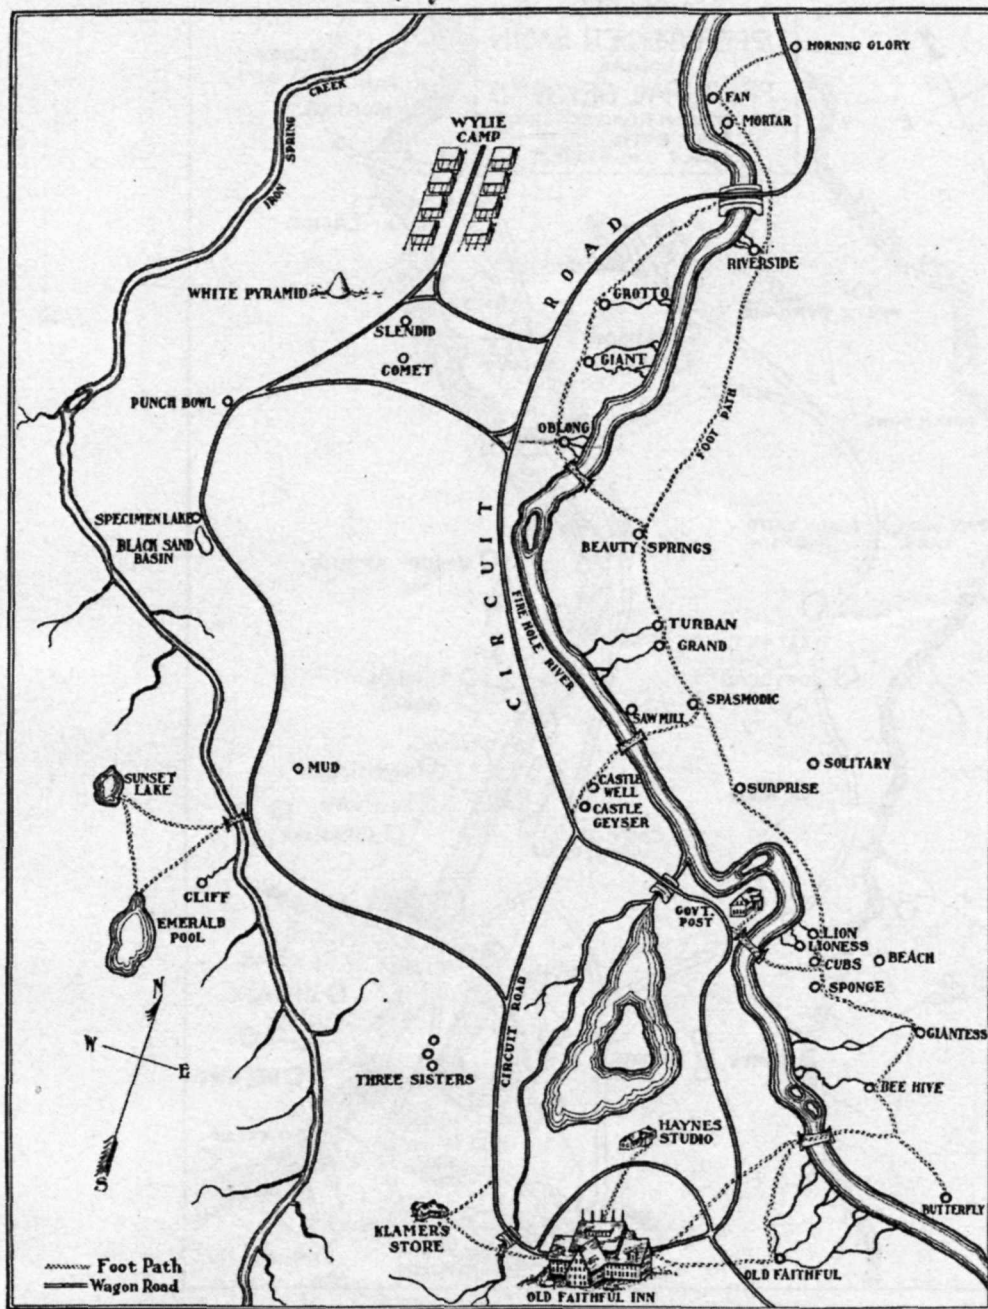 MORNING GLORY
FAN
MORTAR
IRON SPRING CREEK
WYLIE
CAMP
ROAD
RIVERSIDE
WHITE PYRAMID
GROTTO
SLENDID
COMET
GIANT
PUNCH BOWL
OBLONG
FOOT PATH
SPECIMEN LAKE
BLACK SAND
BASIN
CIRCUIT
BEAUTY SPRINGS
FIRE HOLE RIVER
TURBAN
GRAND
SPASMODIC
SAW MILL
SOLITARY
MUD
SUNSET
LAKE
CASTLE
WELL
SURPRISE
CASTLE
GEYSER
CLIFF
GOVT.
POST
EMERALD
POOL
LION
LIONESS
CUBS
BEACH
SPONGE
N
W
E
S
CIRCUIT ROAD
GIANTESS
THREE SISTERS
BEE HIVE
HAYNES
STUDIO
KLAMER'S
STORE
BUTTERFLY
OLD FAITHFUL
OLD FAITHFUL INN
Foot Path
Wagon Road